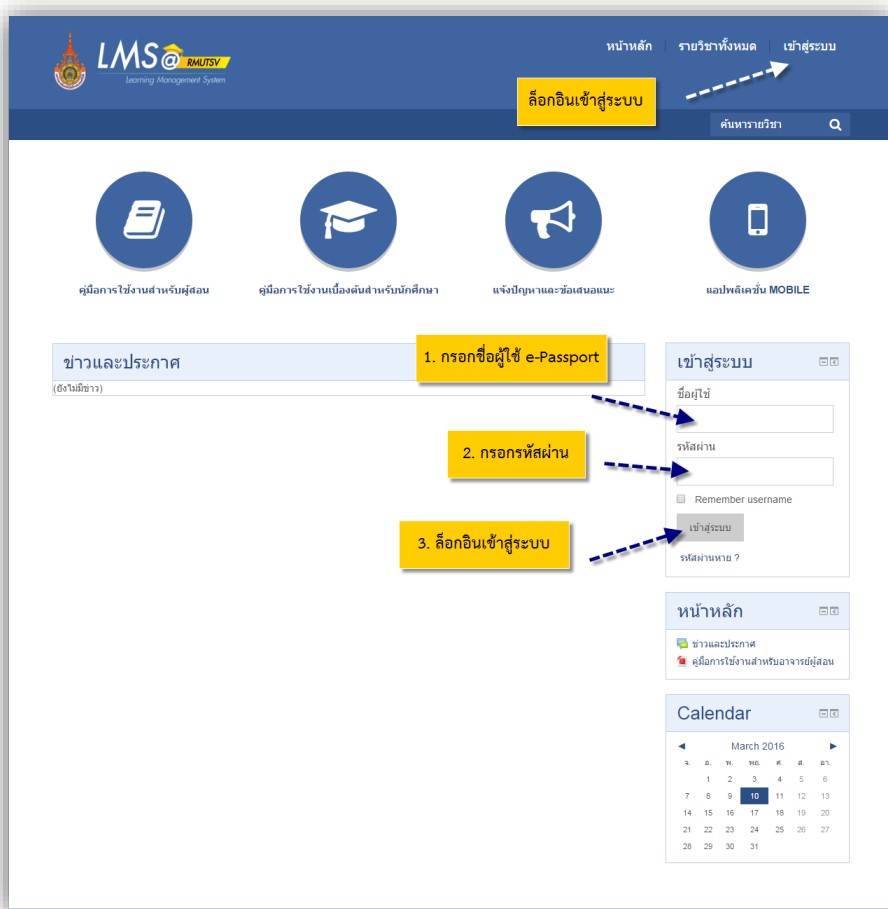 LMS@RMUTSV
Learning Management System
หน้าหลัก รายวิชาทั้งหมด เข้าสู่ระบบ
ล็อกอินเข้าสู่ระบบ
ค้นหารายวิชา
คู่มือการใช้งานสำหรับผู้สอน
คู่มือการใช้งานเบื้องต้นสำหรับนักศึกษา
แจ้งปัญหาและข้อเสนอแนะ
แอปพลิเคชั่น MOBILE
ข่าวและประกาศ
(ยังไม่มีข่าว)
1. กรอกชื่อผู้ใช้ e-Passport
2. กรอกรหัสผ่าน
3. ล็อกอินเข้าสู่ระบบ
เข้าสู่ระบบ
ชื่อผู้ใช้
รหัสผ่าน
Remember username
เข้าสู่ระบบ
รหัสผ่านหาย ?
หน้าหลัก
ข่าวและประกาศ
คู่มือการใช้งานสำหรับอาจารย์ผู้สอน
Calendar
◄ March 2016 ►
จ. อ. พ. พฤ. ศ. ส. อา.
1 2 3 4 5 6
7 8 9 10 11 12 13
14 15 16 17 18 19 20
21 22 23 24 25 26 27
28 29 30 31